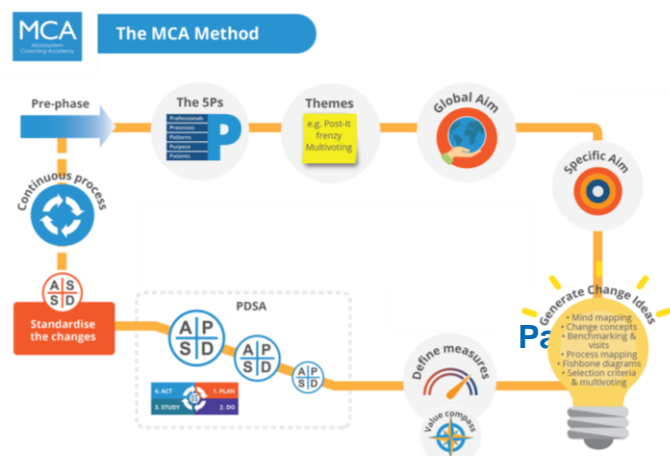 MCA
Microsystem
Coaching Academy
The MCA Method
Pre-phase
The 5Ps
Professionals
Processes
Patterns
Purpose
Patients
P
Themes
e.g. Post-It
frenzy
Multivoting
Global Aim
Specific Aim
Continuous process
A S
S D
Standardise
the changes
PDSA
A P
S D
A P
S D
A P
S D
4. ACT
1. PLAN
3. STUDY
2. DO
Define measures
Value compass
Pa
Generate Change Ideas
• Mind mapping
• Change concepts
• Benchmarking &
visits
• Process mapping
• Fishbone diagrams
• Selection criteria
& multivoting